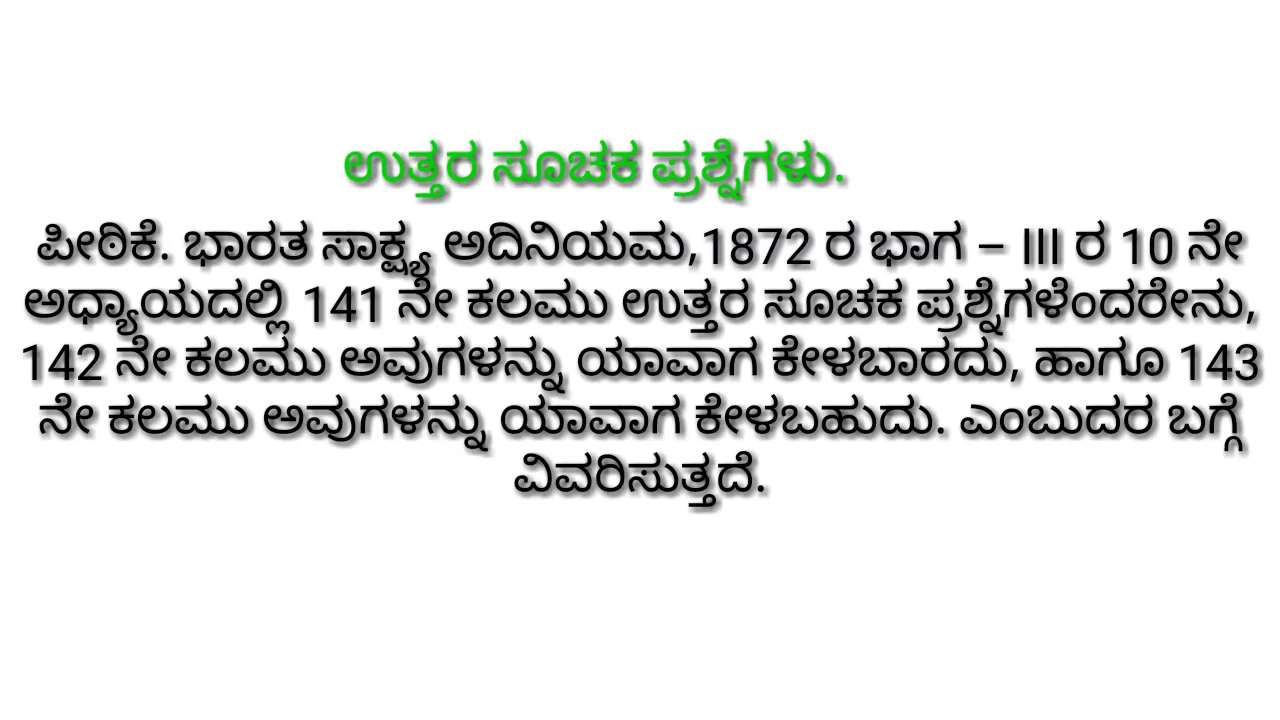 ಉತ್ತರ ಸೂಚಕ ಪ್ರಶ್ನೆಗಳು.
ಪೀಠಿಕೆ. ಭಾರತ ಸಾಕ್ಷ್ಯ ಅದಿನಿಯಮ,1872 ರ ಭಾಗ – III ರ 10 ನೇ
ಅಧ್ಯಾಯದಲ್ಲಿ 141 ನೇ ಕಲಮು ಉತ್ತರ ಸೂಚಕ ಪ್ರಶ್ನೆಗಳೆಂದರೇನು,
142 ನೇ ಕಲಮು ಅವುಗಳನ್ನು ಯಾವಾಗ ಕೇಳಬಾರದು, ಹಾಗೂ 143
ನೇ ಕಲಮು ಅವುಗಳನ್ನು ಯಾವಾಗ ಕೇಳಬಹುದು. ಎಂಬುದರ ಬಗ್ಗೆ
ವಿವರಿಸುತ್ತದೆ.